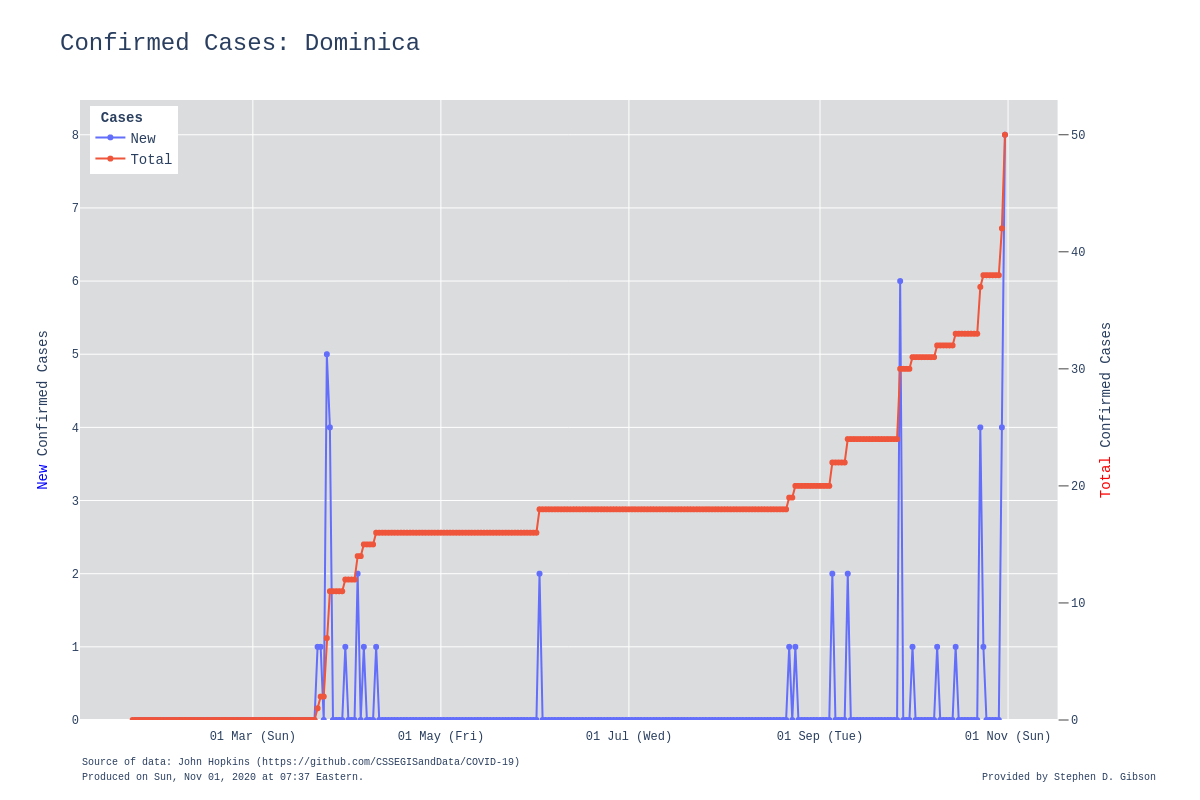 Confirmed Cases: Dominica
Cases
New
Total
8
7
6
5
4
3
2
1
0
50
40
30
20
10
0
New Confirmed Cases
Total Confirmed Cases
01 Mar (Sun)
01 May (Fri)
01 Jul (Wed)
01 Sep (Tue)
01 Nov (Sun)
Source of data: John Hopkins (https://github.com/CSSEGISandData/COVID-19)
Produced on Sun, Nov 01, 2020 at 07:37 Eastern.
Provided by Stephen D. Gibson